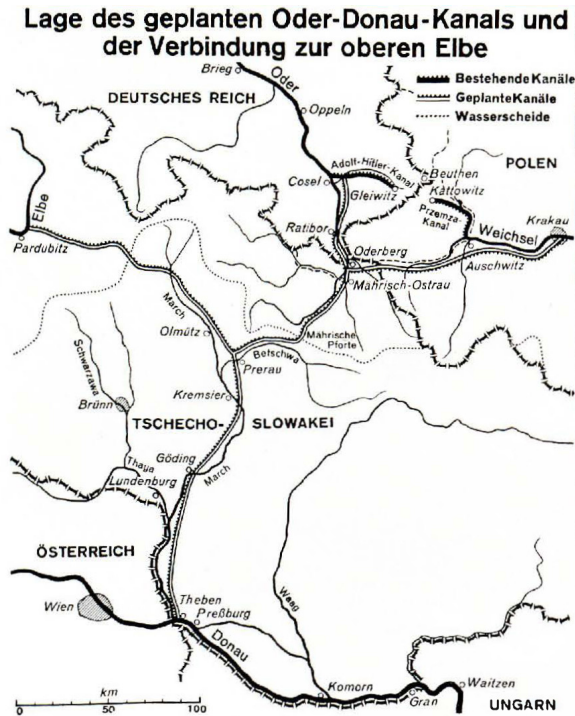 Lage des geplanten Oder-Donau-Kanals und
der Verbindung zur oberen Elbe
Brieg
Oder
Bestehende Kanäle
Geplante Kanäle
Wasserscheide
DEUTSCHES REICH
Oppeln
POLEN
Adolf-Hitler-Kanal
Beuthen
Cosel
Gleiwitz
Kattowitz
Przemza-
Kanal
Krakau
Elbe
Ratibor
Weichsel
Pardubitz
Oderberg
Auschwitz
Mährisch-Ostrau
March
Olmütz
Mährische
Pforte
Betschwa
Schwarzawa
Prerau
Kremsier
Brünn
TSCHECHO-
SLOWAKEI
Göding
Thaya
March
Lundenburg
ÖSTERREICH
Waag
Wien
Theben
Preßburg
Donau
km
0
50
100
Komorn
Gran
Waitzen
UNGARN